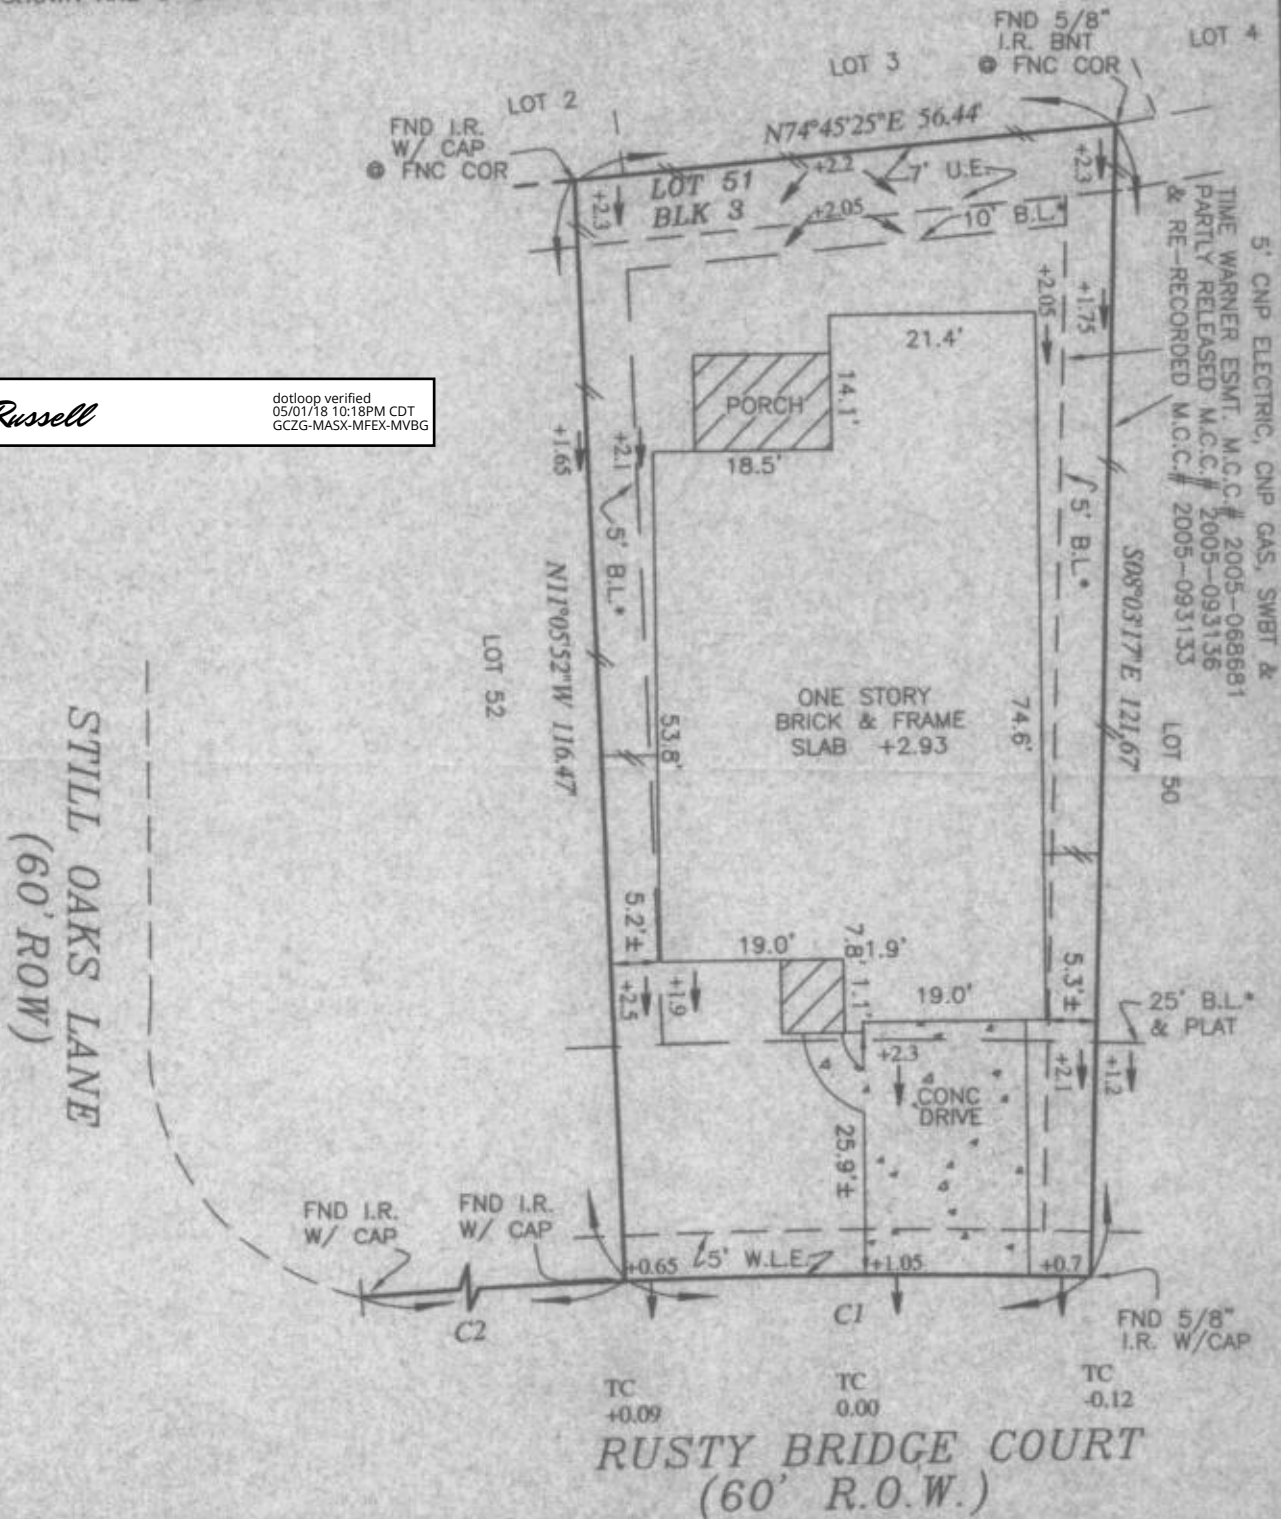 FND 5/8"
I.R. BNT
@ FNC COR
LOT 4
LOT 3
LOT 2
FND I.R.
W/ CAP
@ FNC COR
N74°45'25"E 56.44'
+2.2
7' U.E.
+2.3
LOT 51
BLK 3
+2.3
+2.05
10' B.L.*
5' CNP ELECTRIC, CNP GAS, SWBT &
TIME WARNER ESMT. M.C.C.# 2005-068681
PARTLY RELEASED M.C.C.# 2005-093136
& RE-RECORDED M.C.C.# 2005-093133
+2.05
+1.75
21.4'
14.1'
PORCH
18.5'
Russell
dotloop verified
05/01/18 10:18PM CDT
GCZG-MASX-MFEX-MVBG
+1.65
+2.1
5' B.L.*
5' B.L.*
N11°05'52"W 116.47'
S08°03'17"E 121.67'
LOT 52
LOT 50
ONE STORY
BRICK & FRAME
SLAB +2.93
53.8'
74.6'
STILL OAKS LANE
(60' ROW)
5.2'±
19.0'
7.8'
1.9'
1.1'
19.0'
5.3'±
+2.5
+1.9
25' B.L.*
& PLAT
+2.3
+2.1
+1.2
CONC
DRIVE
25.9'±
FND I.R.
W/ CAP
FND I.R.
W/ CAP
+0.65
5' W.L.E.
+1.05
+0.7
C2
C1
FND 5/8"
I.R. W/CAP
TC
+0.09
TC
0.00
TC
-0.12
RUSTY BRIDGE COURT
(60' R.O.W.)